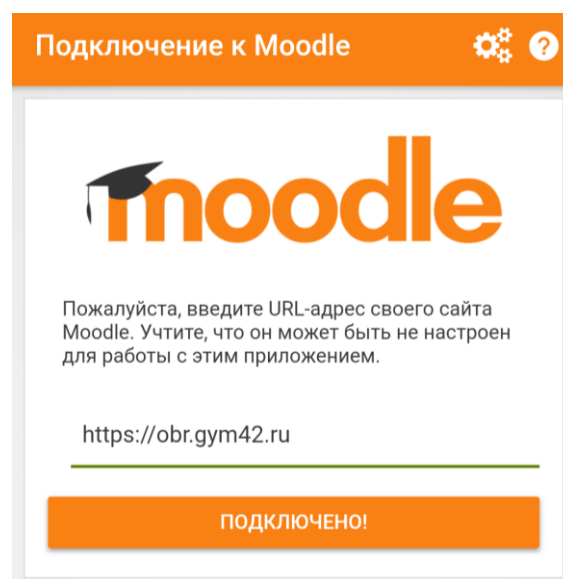 Подключение к Moodle
moodle
Пожалуйста, введите URL-адрес своего сайта
Moodle. Учтите, что он может быть не настроен
для работы с этим приложением.
https://obr.gym42.ru
ПОДКЛЮЧЕНО!